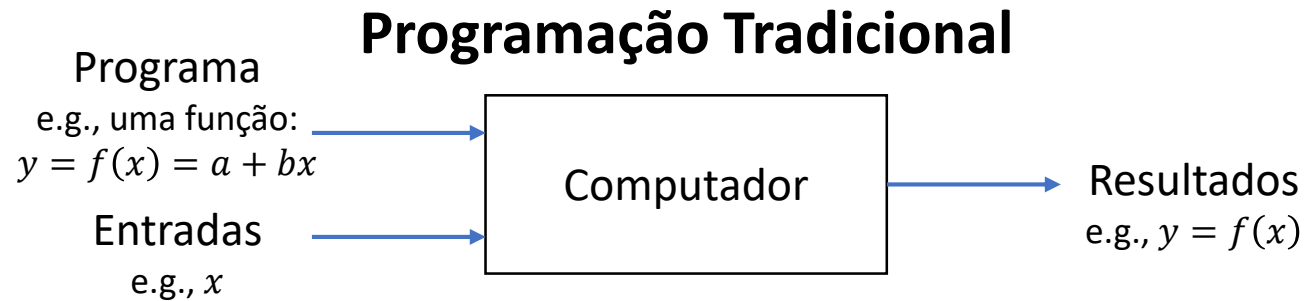 Programação Tradicional
Programa
e.g., uma função:
y = f(x) = a + bx
Entradas
e.g., x
Computador
Resultados
e.g., y = f(x)